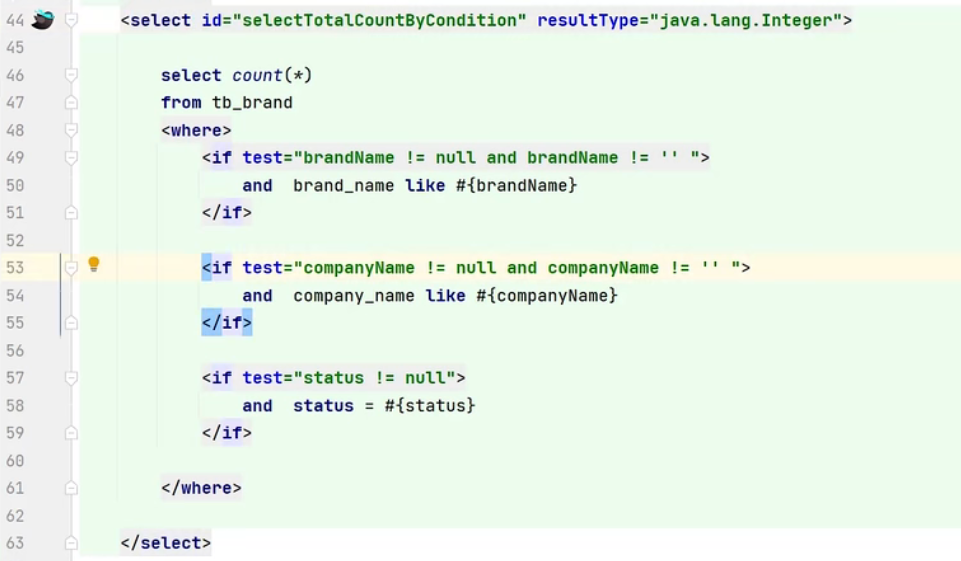 44 <select id="selectTotalCountByCondition" resultType="java.lang.Integer">
45
46 select count(*)
47 from tb_brand
48 <where>
49 <if test="brandName != null and brandName != '' ">
50 and  brand_name like #{brandName}
51 </if>
52
53 <if test="companyName != null and companyName != '' ">
54 and  company_name like #{companyName}
55 </if>
56
57 <if test="status != null">
58 and  status = #{status}
59 </if>
60
61 </where>
62
63 </select>